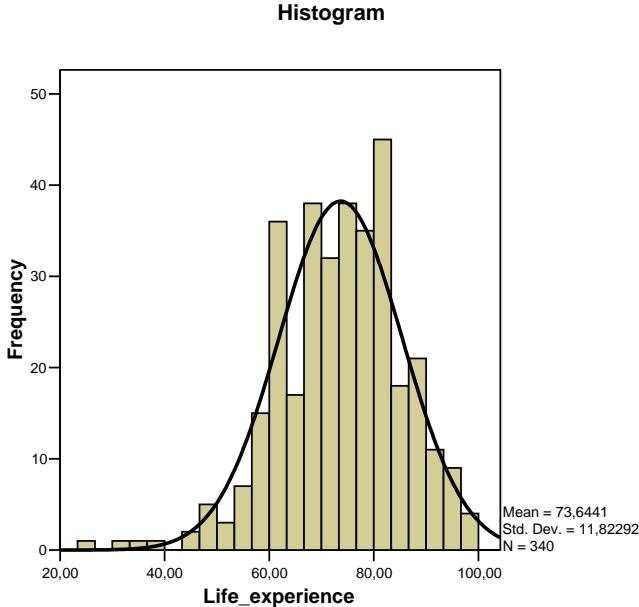 Histogram
50
40
30
20
10
0
Frequency
20,00 40,00 60,00 80,00 100,00
Life_experience
Mean = 73,6441
Std. Dev. = 11,82292
N = 340